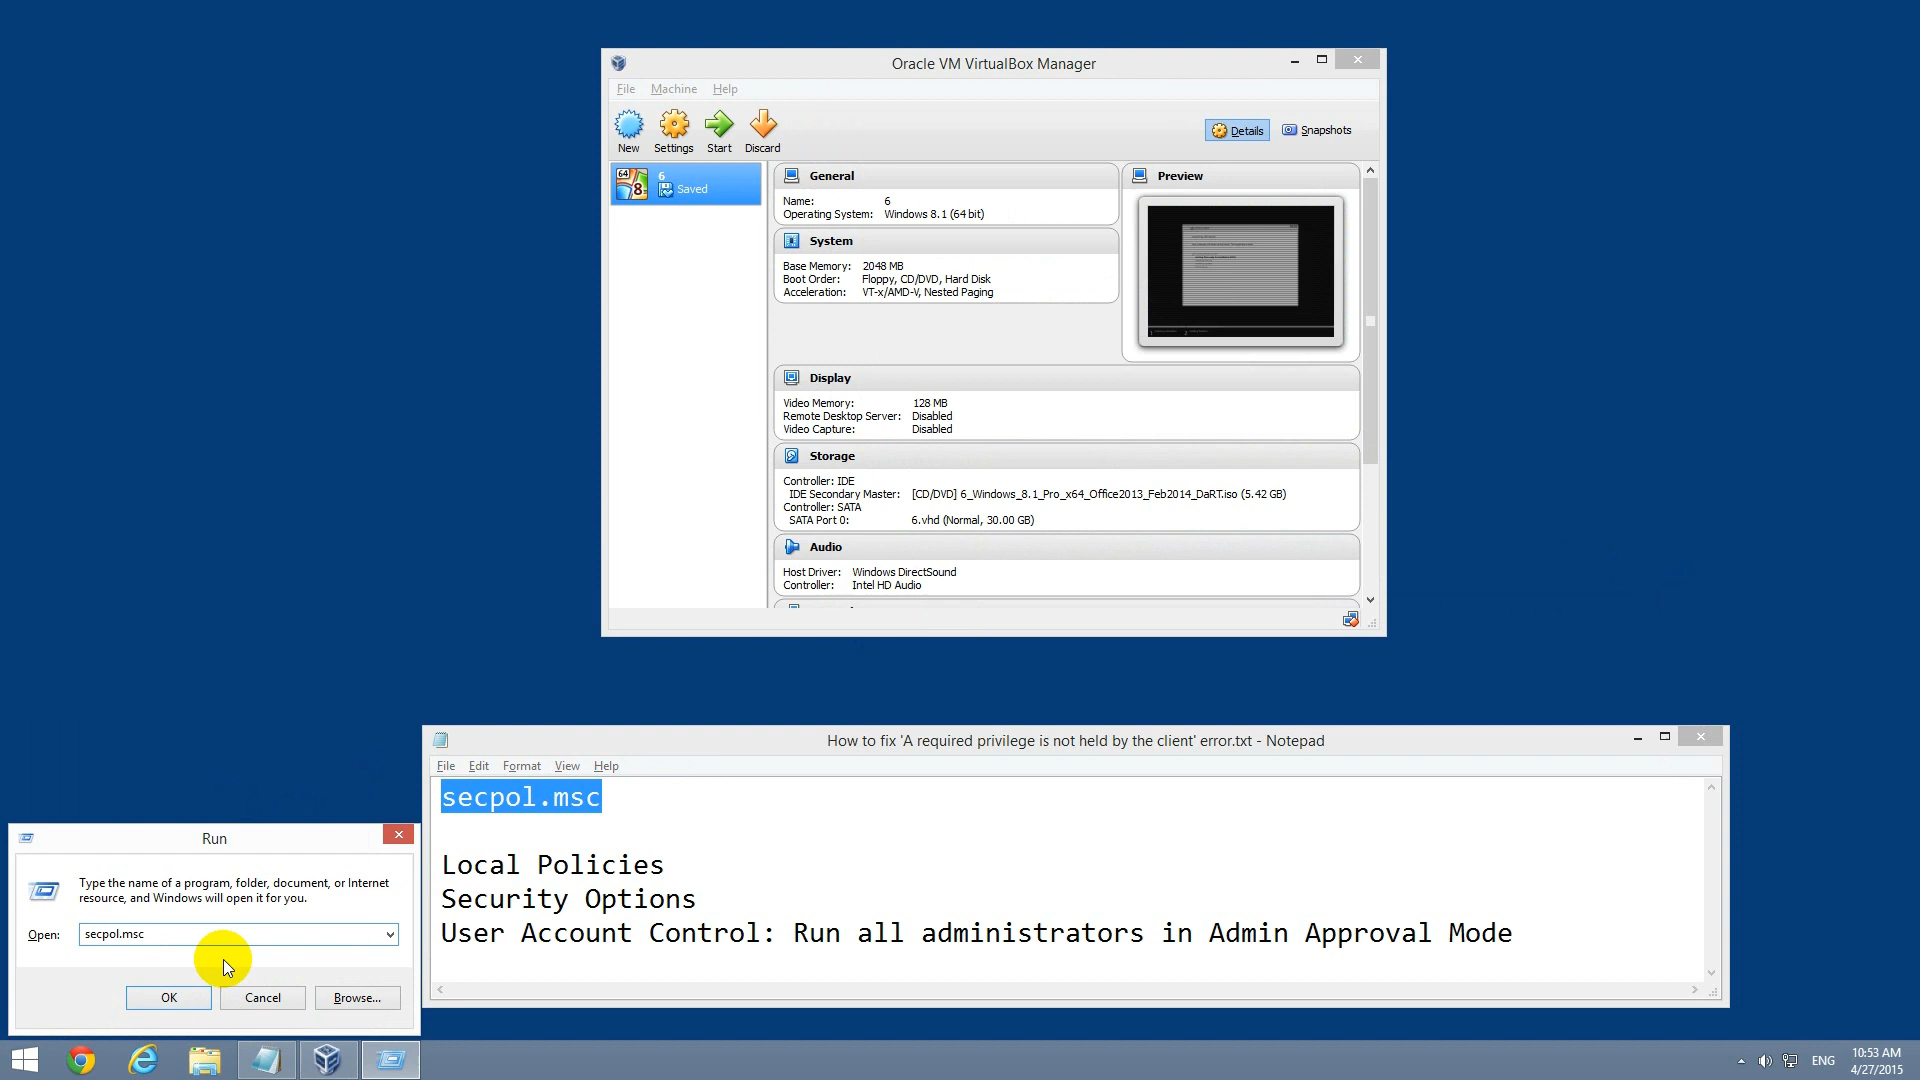 Oracle VM VirtualBox Manager
File Machine Help
New Settings Start Discard
Details Snapshots
64 8
6
Saved
General
Name: 6
Operating System: Windows 8.1 (64 bit)
System
Base Memory: 2048 MB
Boot Order: Floppy, CD/DVD, Hard Disk
Acceleration: VT-x/AMD-V, Nested Paging
Preview
Display
Video Memory: 128 MB
Remote Desktop Server: Disabled
Video Capture: Disabled
Storage
Controller: IDE
IDE Secondary Master: [CD/DVD] 6_Windows_8.1_Pro_x64_Office2013_Feb2014_DaRT.iso (5.42 GB)
Controller: SATA
SATA Port 0: 6.vhd (Normal, 30.00 GB)
Audio
Host Driver: Windows DirectSound
Controller: Intel HD Audio
How to fix 'A required privilege is not held by the client' error.txt - Notepad
File Edit Format View Help
secpol.msc
Local Policies
Security Options
User Account Control: Run all administrators in Admin Approval Mode
Run
Type the name of a program, folder, document, or Internet
resource, and Windows will open it for you.
Open: secpol.msc
OK Cancel Browse...
ENG
10:53 AM
4/27/2015